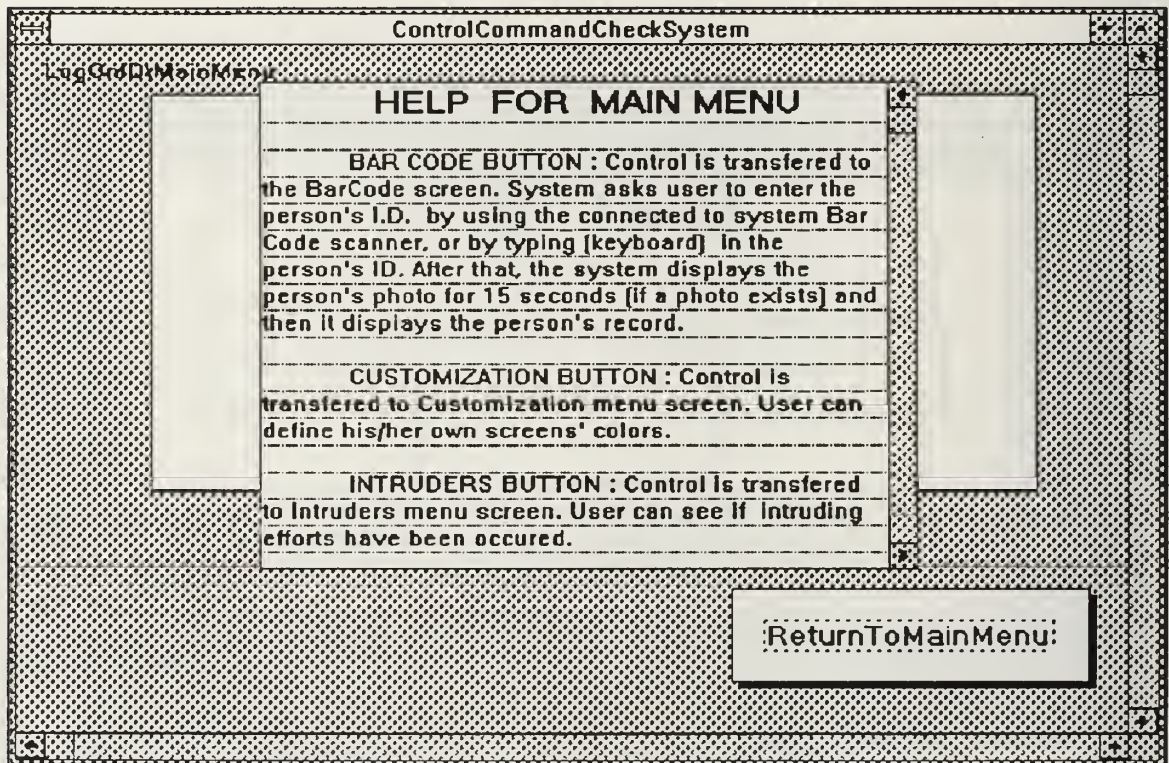 ControlCommandCheckSystem
HELP FOR MAIN MENU
BAR CODE BUTTON : Control is transfered to
the BarCode screen. System asks user to enter the
person's I.D. by using the connected to system Bar
Code scanner, or by typing [keyboard] in the
person's ID. After that, the system displays the
person's photo for 15 seconds [if a photo exists] and
then it displays the person's record.
CUSTOMIZATION BUTTON : Control is
transfered to Customization menu screen. User can
define his/her own screens' colors.
INTRUDERS BUTTON : Control is transfered
to Intruders menu screen. User can see if intruding
efforts have been occured.
ReturnToMainMenu